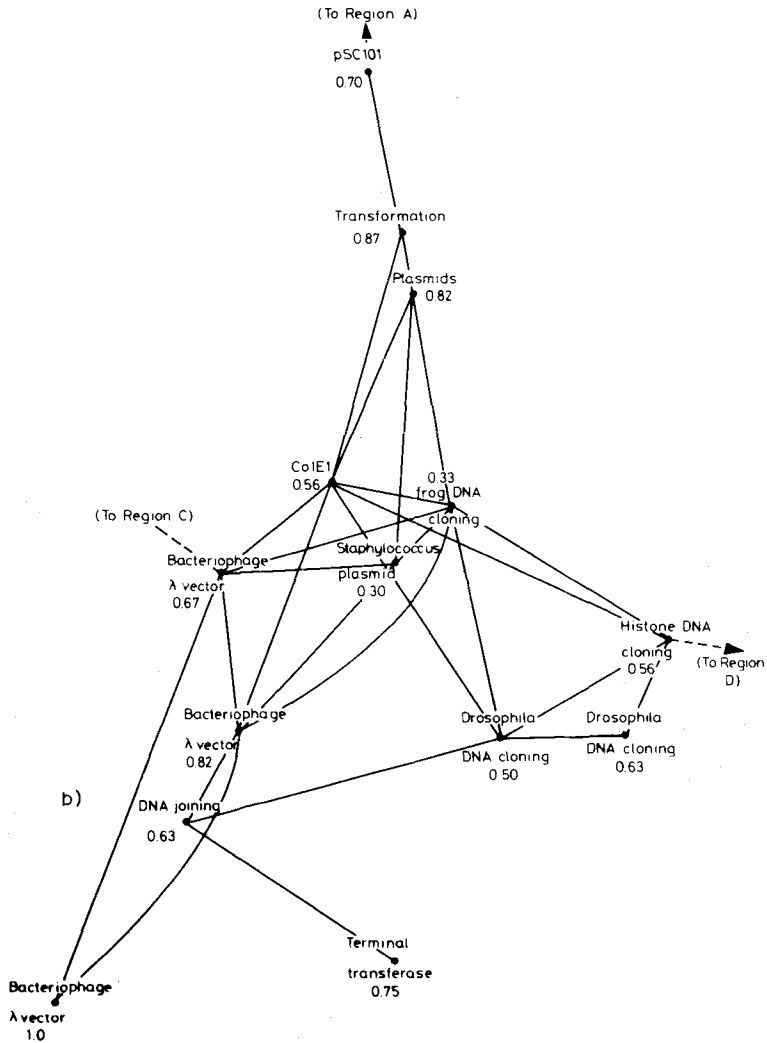 (To Region A)
pSC101
0.70
Transformation
0.87
Plasmids
0.82
ColE1
0.56
0.33
frog DNA
cloning
(To Region C)
Bacteriophage
λ vector
0.67
Staphylococcus
plasmid
0.30
Histone DNA
cloning
0.56
(To Region
D)
Bacteriophage
λ vector
0.82
Drosophila
DNA cloning
0.50
Drosophila
DNA cloning
0.63
b)
DNA joining
0.63
Terminal
transferase
0.75
Bacteriophage
λ vector
1.0